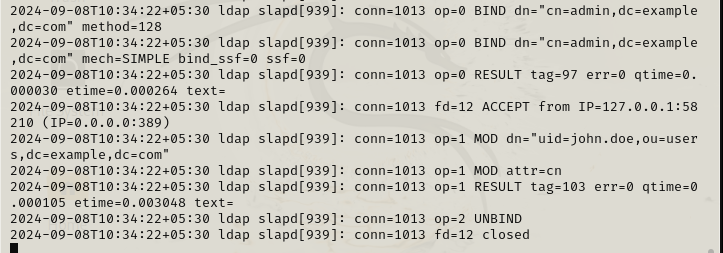 2024-09-08T10:34:22+05:30 ldap slapd[939]: conn=1013 op=0 BIND dn="cn=admin,dc=example
,dc=com" method=128
2024-09-08T10:34:22+05:30 ldap slapd[939]: conn=1013 op=0 BIND dn="cn=admin,dc=example
,dc=com" mech=SIMPLE bind_ssf=0 ssf=0
2024-09-08T10:34:22+05:30 ldap slapd[939]: conn=1013 op=0 RESULT tag=97 err=0 qtime=0.
000030 etime=0.000264 text=
2024-09-08T10:34:22+05:30 ldap slapd[939]: conn=1013 fd=12 ACCEPT from IP=127.0.0.1:58
210 (IP=0.0.0.0:389)
2024-09-08T10:34:22+05:30 ldap slapd[939]: conn=1013 op=1 MOD dn="uid=john.doe,ou=user
s,dc=example,dc=com"
2024-09-08T10:34:22+05:30 ldap slapd[939]: conn=1013 op=1 MOD attr=cn
2024-09-08T10:34:22+05:30 ldap slapd[939]: conn=1013 op=1 RESULT tag=103 err=0 qtime=0
.000105 etime=0.003048 text=
2024-09-08T10:34:22+05:30 ldap slapd[939]: conn=1013 op=2 UNBIND
2024-09-08T10:34:22+05:30 ldap slapd[939]: conn=1013 fd=12 closed